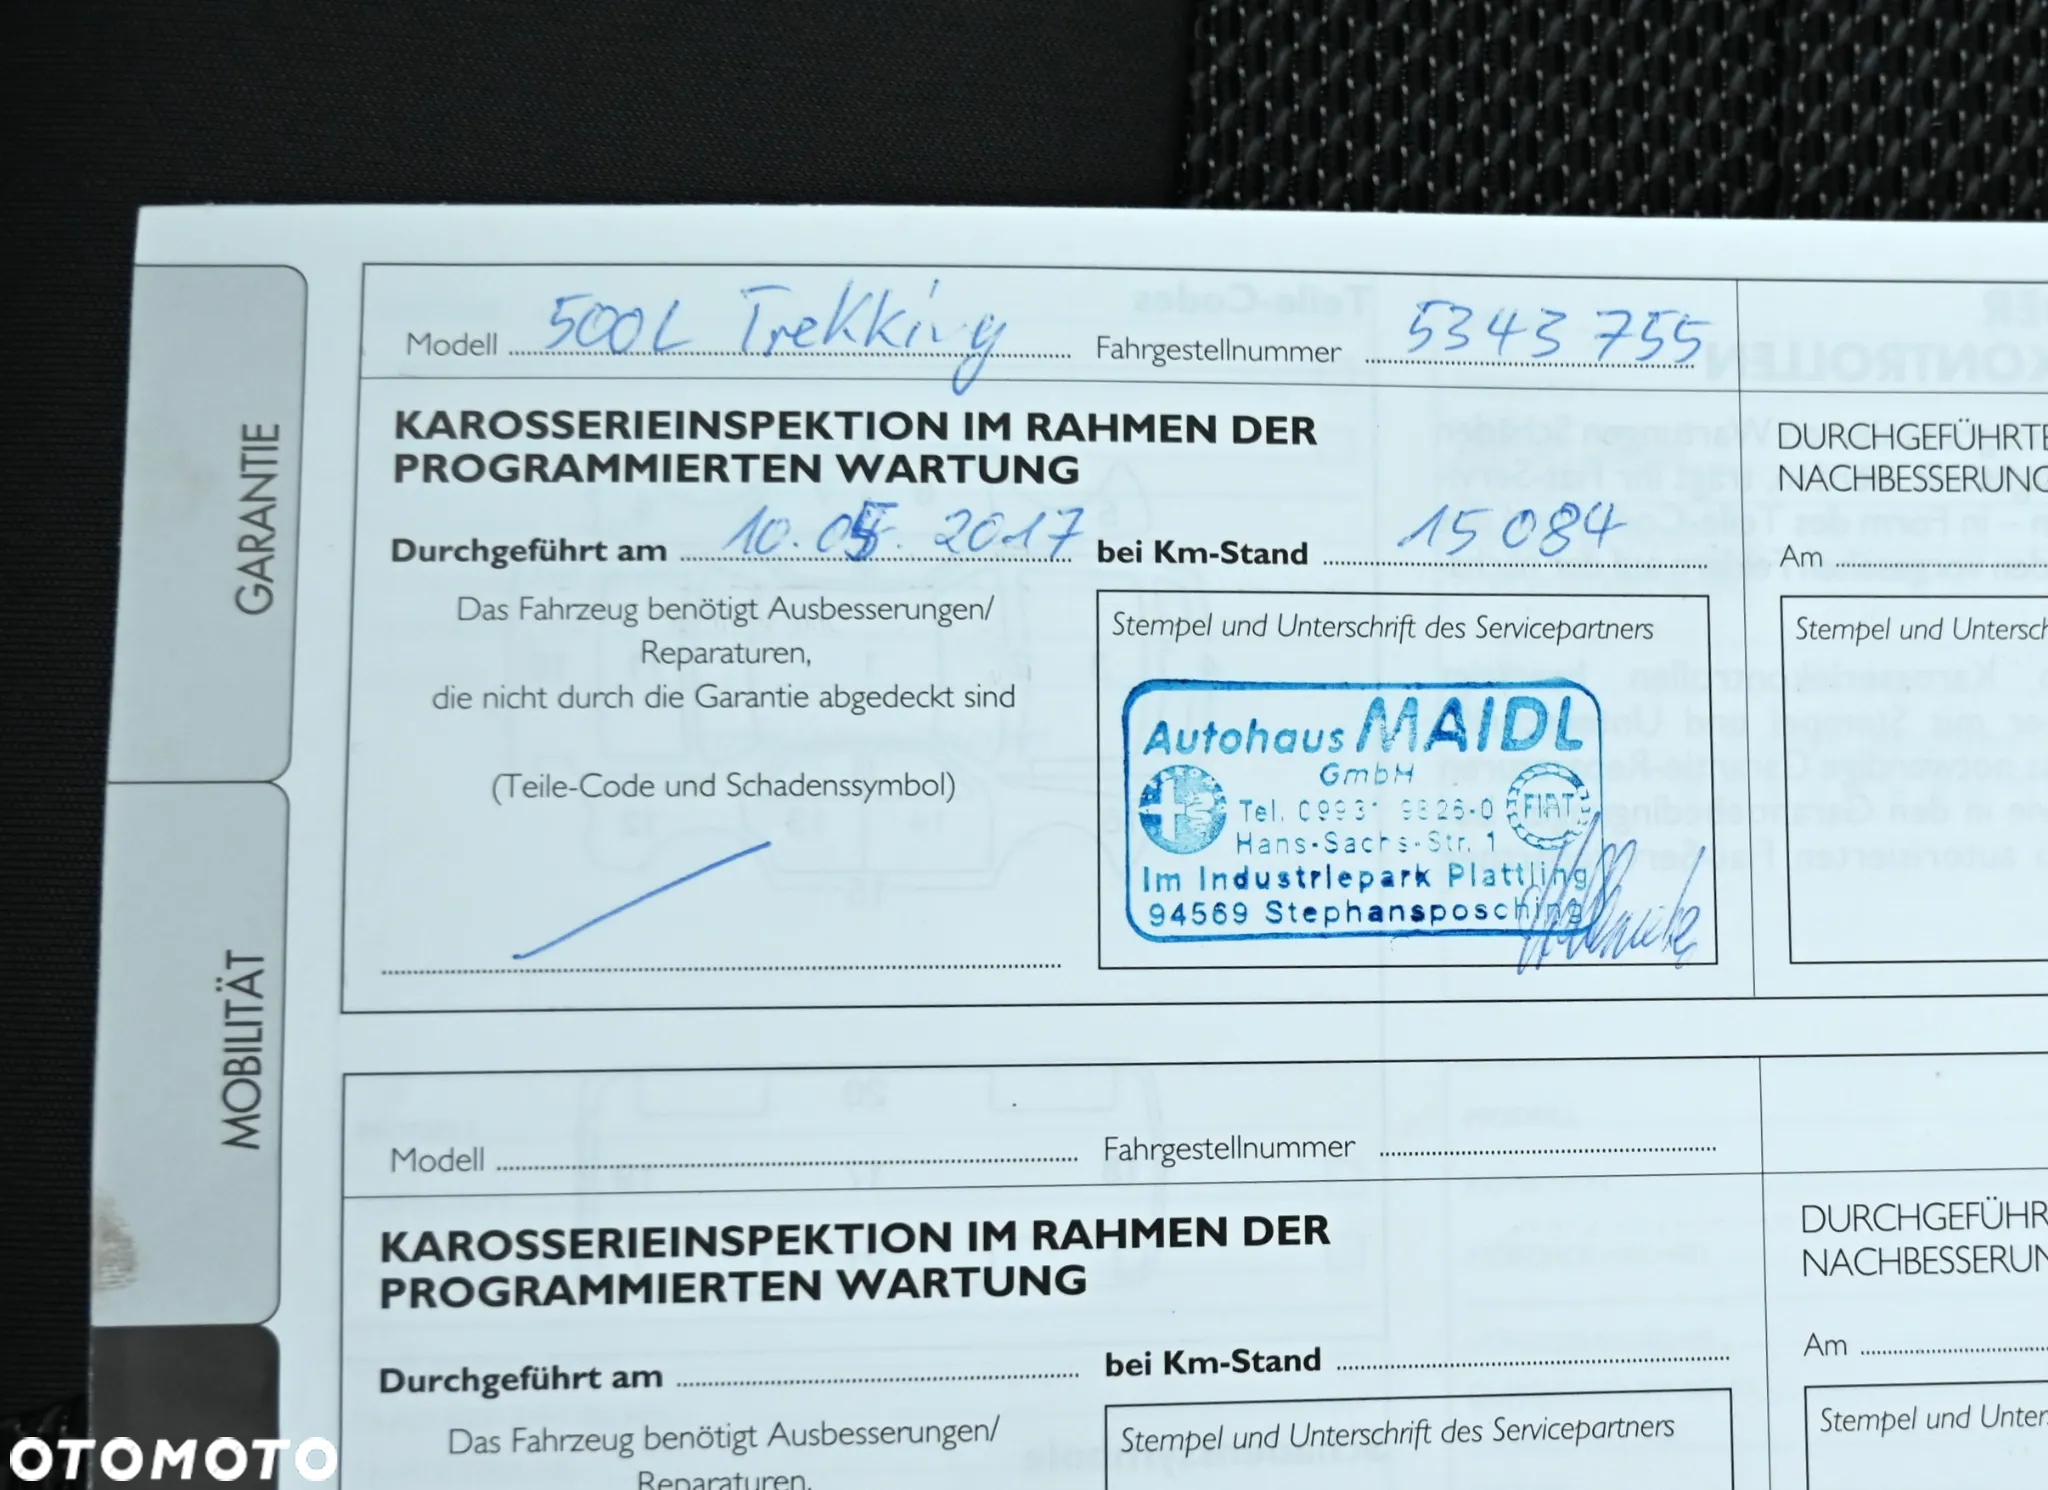 GARANTIE
MOBILITÄT
Modell 500L Trekking Fahrgestellnummer 5343755
KAROSSERIEINSPEKTION IM RAHMEN DER
PROGRAMMIERTEN WARTUNG
Durchgeführt am 10.05.2017 bei Km-Stand 15084
Das Fahrzeug benötigt Ausbesserungen/
Reparaturen,
die nicht durch die Garantie abgedeckt sind
(Teile-Code und Schadenssymbol)
Stempel und Unterschrift des Servicepartners
Autohaus MAIDL
GmbH
Tel. 09931 9826-0
FIAT
Hans-Sachs-Str. 1
Im Industriepark Plattling
94569 Stephansposching
DURCHGEFÜHRTE
NACHBESSERUNG
Am
Stempel und Untersch
Modell Fahrgestellnummer
KAROSSERIEINSPEKTION IM RAHMEN DER
PROGRAMMIERTEN WARTUNG
Durchgeführt am bei Km-Stand
Das Fahrzeug benötigt Ausbesserungen/
Reparaturen,
Stempel und Unterschrift des Servicepartners
DURCHGEFÜHR
NACHBESSERUN
Am
Stempel und Unter
OTOMOTO